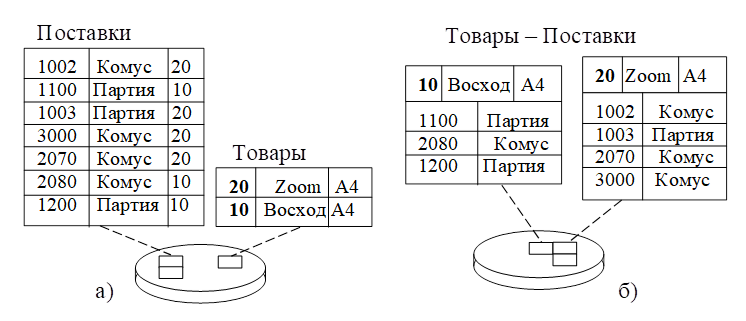 Поставки
1002 Комус 20
1100 Партия 10
1003 Партия 20
3000 Комус 20
2070 Комус 20
2080 Комус 10
1200 Партия 10
Товары
20 Zoom A4
10 Восход A4
а)
Товары – Поставки
10 Восход A4
1100 Партия
2080 Комус
1200 Партия
20 Zoom A4
1002 Комус
1003 Партия
2070 Комус
3000 Комус
б)